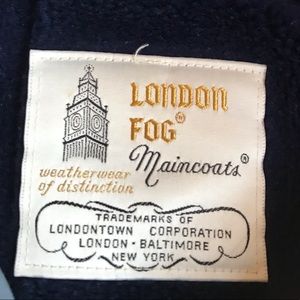 LONDON
FOG®
Maincoats®
weatherwear
of distinction
TRADEMARKS OF
LONDONTOWN CORPORATION
LONDON · BALTIMORE
NEW YORK